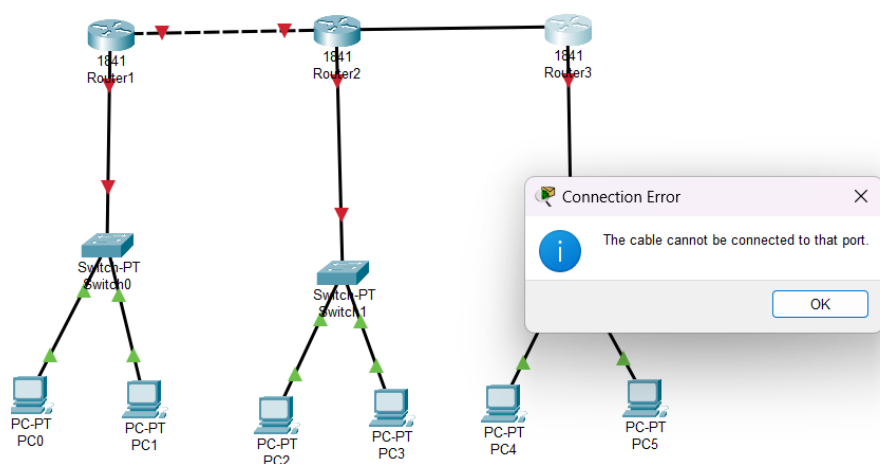 1841
Router1
1841
Router2
1841
Router3
Connection Error
The cable cannot be connected to that port.
OK
Switch-PT
Switch0
Switch-PT
Switch1
PC-PT
PC0
PC-PT
PC1
PC-PT
PC2
PC-PT
PC3
PC-PT
PC4
PC-PT
PC5